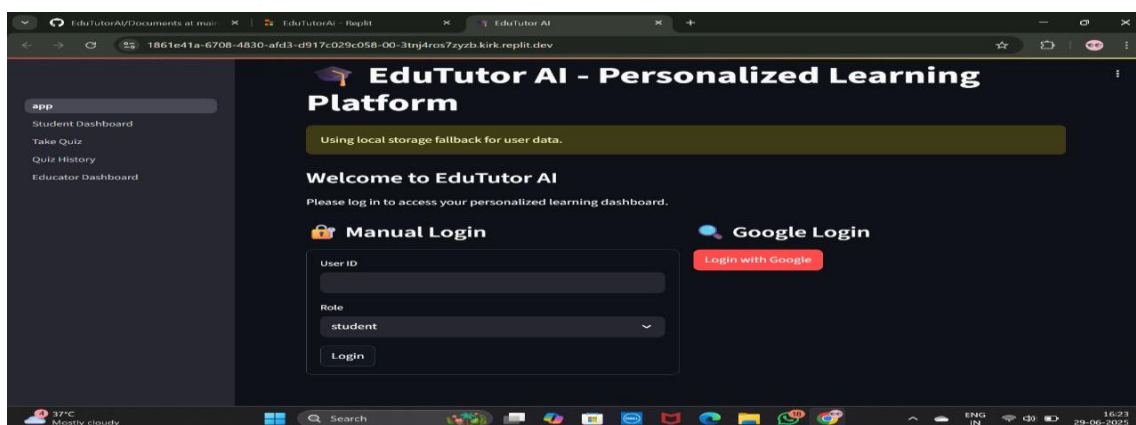 EduTutorAI/Documents at main
EduTutorAi - Replit
EduTutor AI
1861e41a-6708-4830-afd3-d917c029c058-00-3tnj4ros7zyzb.kirk.replit.dev
app
Student Dashboard
Take Quiz
Quiz History
Educator Dashboard
EduTutor AI - Personalized Learning
Platform
Using local storage fallback for user data.
Welcome to EduTutor AI
Please log in to access your personalized learning dashboard.
Manual Login
User ID
Role
student
Login
Google Login
Login with Google
4
37°C
Mostly cloudy
Search
ENG
IN
16:23
29-06-2025